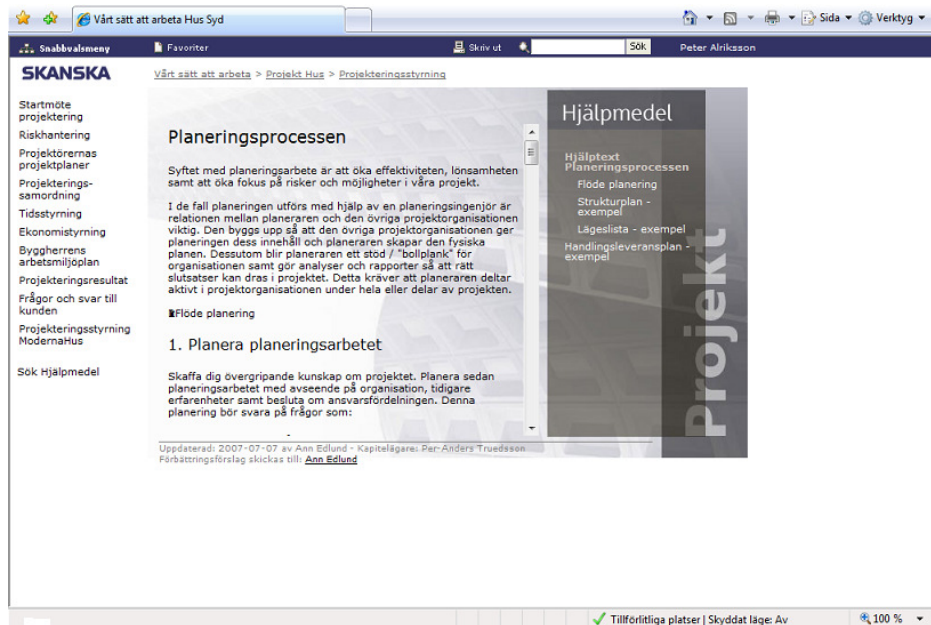 Vårt sätt att arbeta Hus Syd
Sida
Verktyg
Snabbvalsmeny
Favoriter
Skriv ut
Sök
Peter Alriksson
SKANSKA
Vårt sätt att arbeta > Projekt Hus > Projekteringsstyrning
Startmöte
projektering
Riskhantering
Projektörernas
projektplaner
Projekterings-
samordning
Tidsstyrning
Ekonomistyrning
Byggherrens
arbetsmiljöplan
Projekteringsresultat
Frågor och svar till
kunden
Projekteringsstyrning
ModernaHus
Sök Hjälpmedel
Planeringsprocessen
Syftet med planeringsarbete är att öka effektiviteten, lönsamheten
samt att öka fokus på risker och möjligheter i våra projekt.
I de fall planeringen utförs med hjälp av en planeringsingenjör är
relationen mellan planeraren och den övriga projektorganisationen
viktig. Den byggs upp så att den övriga projektorganisationen ger
planeringen dess innehåll och planeraren skapar den fysiska
planen. Dessutom blir planeraren ett stöd / "bollplank" för
organisationen samt gör analyser och rapporter så att rätt
slutsatser kan dras i projektet. Detta kräver att planeraren deltar
aktivt i projektorganisationen under hela eller delar av projekten.
Flöde planering
1. Planera planeringsarbetet
Skaffa dig övergripande kunskap om projektet. Planera sedan
planeringsarbetet med avseende på organisation, tidigare
erfarenheter samt besluta om ansvarsfördelningen. Denna
planering bör svara på frågor som:
Hjälpmedel
Hjälptext
Planeringsprocessen
Flöde planering
Strukturplan -
exempel
Lägeslista - exempel
Handlingsleveransplan -
exempel
Projekt
Uppdaterad: 2007-07-07 av Ann Edlund - Kapitelägare: Per-Anders Truedsson
Förbättringsförslag skickas till: Ann Edlund
Tillförlitliga platser | Skyddat läge: Av
100 %